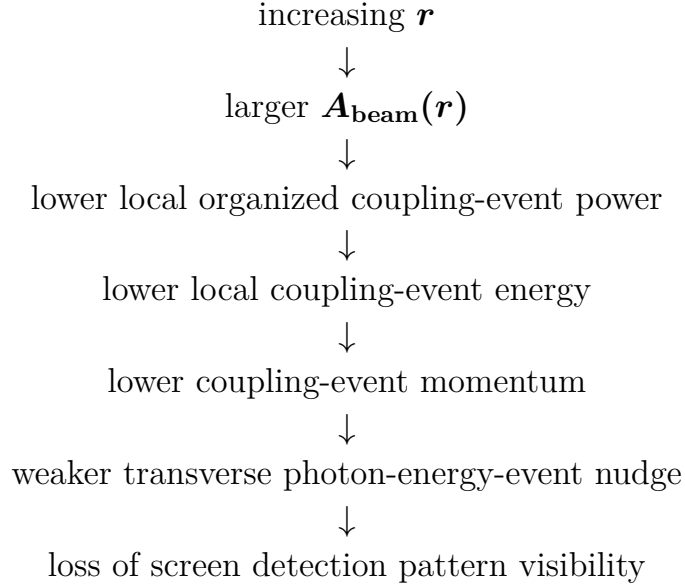 increasing r
↓
larger A_beam(r)
↓
lower local organized coupling-event power
↓
lower local coupling-event energy
↓
lower coupling-event momentum
↓
weaker transverse photon-energy-event nudge
↓
loss of screen detection pattern visibility